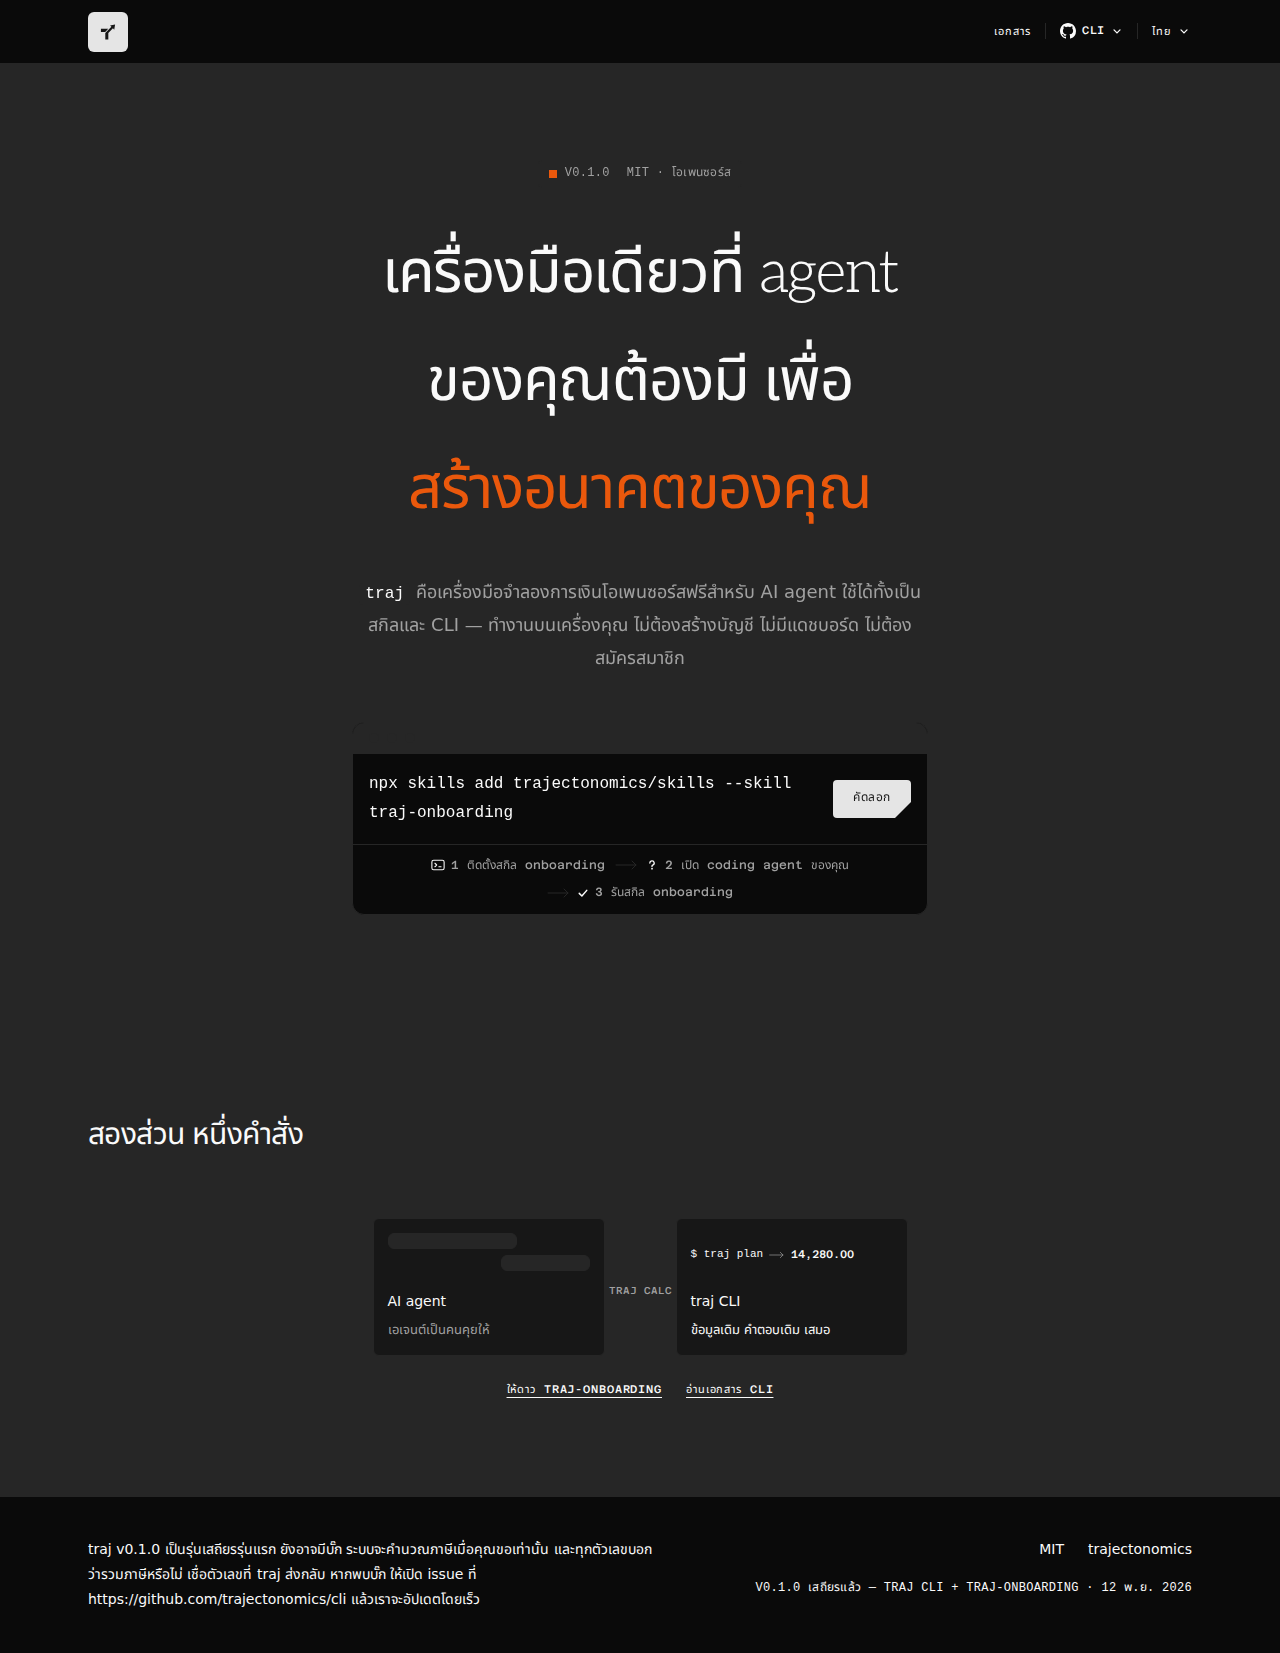 เอกสาร
CLI
ไทย
V0.1.0 MIT · โอเพนซอร์ส
เครื่องมือเดียวที่ agent
ของคุณต้องมี เพื่อ
สร้างอนาคตของคุณ
traj คือเครื่องมือจำลองการเงินโอเพนซอร์สฟรีสำหรับ AI agent ใช้ได้ทั้งเป็น
สกิลและ CLI — ทำงานบนเครื่องคุณ ไม่ต้องสร้างบัญชี ไม่มีแดชบอร์ด ไม่ต้อง
สมัครสมาชิก
npx skills add trajectonomics/skills --skill
traj-onboarding
คัดลอก
1 ติดตั้งสกิล onboarding → ? 2 เปิด coding agent ของคุณ
→ ✓ 3 รันสกิล onboarding
สองส่วน หนึ่งคำสั่ง
$ traj plan → 14,280.00
TRAJ CALC
AI agent
เอเจนต์เป็นคนคุยให้
traj CLI
ข้อมูลเดิม คำตอบเดิม เสมอ
ให้ดาว TRAJ-ONBOARDING
อ่านเอกสาร CLI
traj v0.1.0 เป็นรุ่นเสถียรรุ่นแรก ยังอาจมีบั๊ก ระบบจะคำนวณภาษีเมื่อคุณขอเท่านั้น และทุกตัวเลขบอก
ว่ารวมภาษีหรือไม่ เชื่อตัวเลขที่ traj ส่งกลับ หากพบบั๊ก ให้เปิด issue ที่
https://github.com/trajectonomics/cli แล้วเราจะอัปเดตโดยเร็ว
MIT trajectonomics
V0.1.0 เสถียรแล้ว — TRAJ CLI + TRAJ-ONBOARDING · 12 พ.ย. 2026